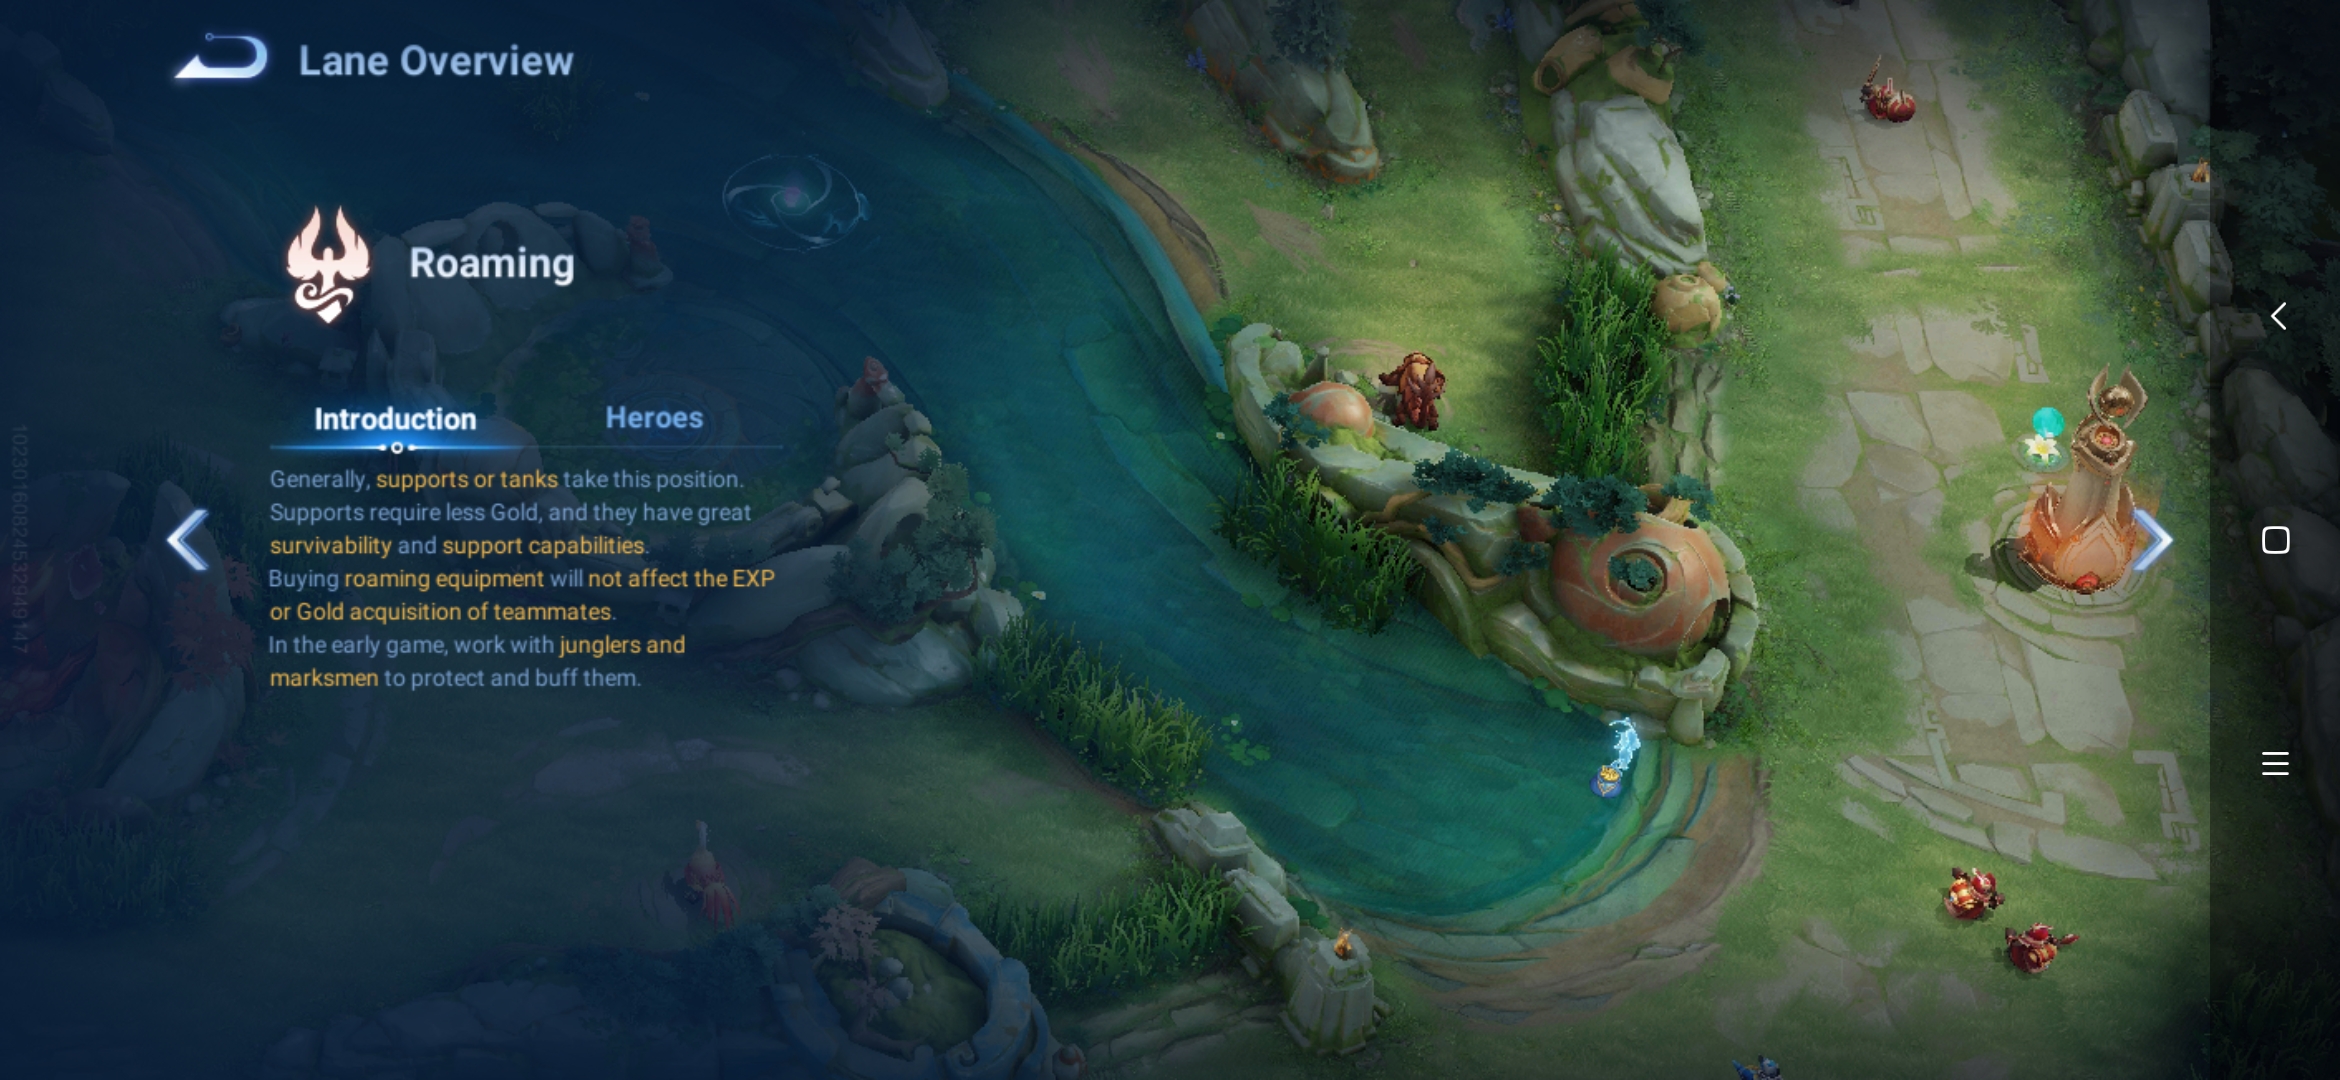 Lane Overview
Roaming
Introduction
Heroes
Generally, supports or tanks take this position.
Supports require less Gold, and they have great
survivability and support capabilities.
Buying roaming equipment will not affect the EXP
or Gold acquisition of teammates.
In the early game, work with junglers and
marksmen to protect and buff them.